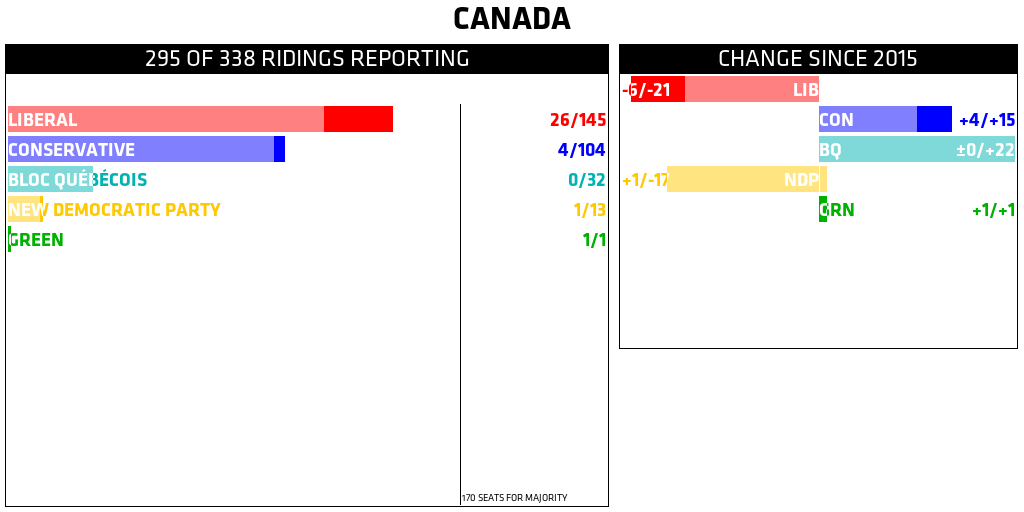 CANADA
295 OF 338 RIDINGS REPORTING
LIBERAL 26/145
CONSERVATIVE 4/104
BLOC QUÉBÉCOIS 0/32
NEW DEMOCRATIC PARTY 1/13
GREEN 1/1
170 SEATS FOR MAJORITY
CHANGE SINCE 2015
-6/-21 LIB
CON +4/+15
BQ ±0/+22
+1/-17 NDP
GRN +1/+1